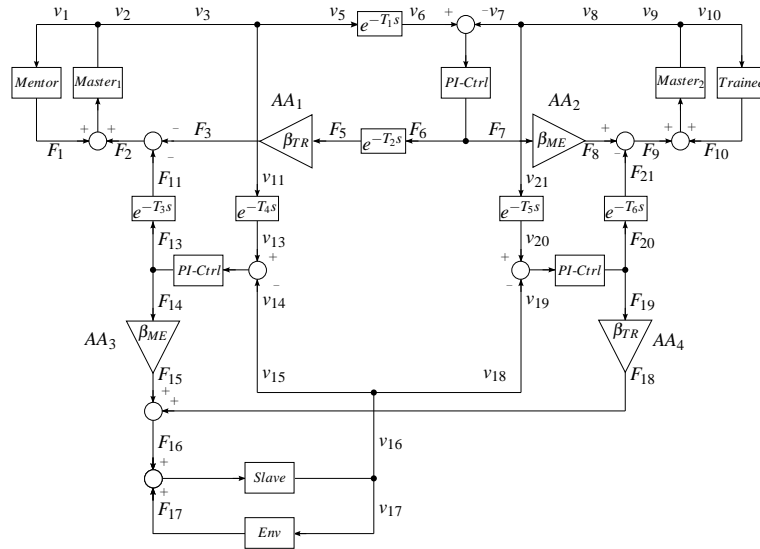 v1 v2 v3 v5 e^{-T1s} v6 + − v7 v8 v9 v10
Mentor Master1 PI-Ctrl Master2 Trainee
AA1 AA2
+ + − F3 βTR F5 e^{-T2s} F6 F7 βME + F8 − F9 + +
F1 F2 − F10
F11 v11 v21 F21
e^{-T3s} e^{-T4s} e^{-T5s} e^{-T6s}
F13 v13 v20 F20
PI-Ctrl + − − PI-Ctrl
F14 v14 v19 F19
AA3 βME βTR AA4
F15 v15 v18 F18
+ +
F16 v16
+ Slave
+
F17 v17
Env